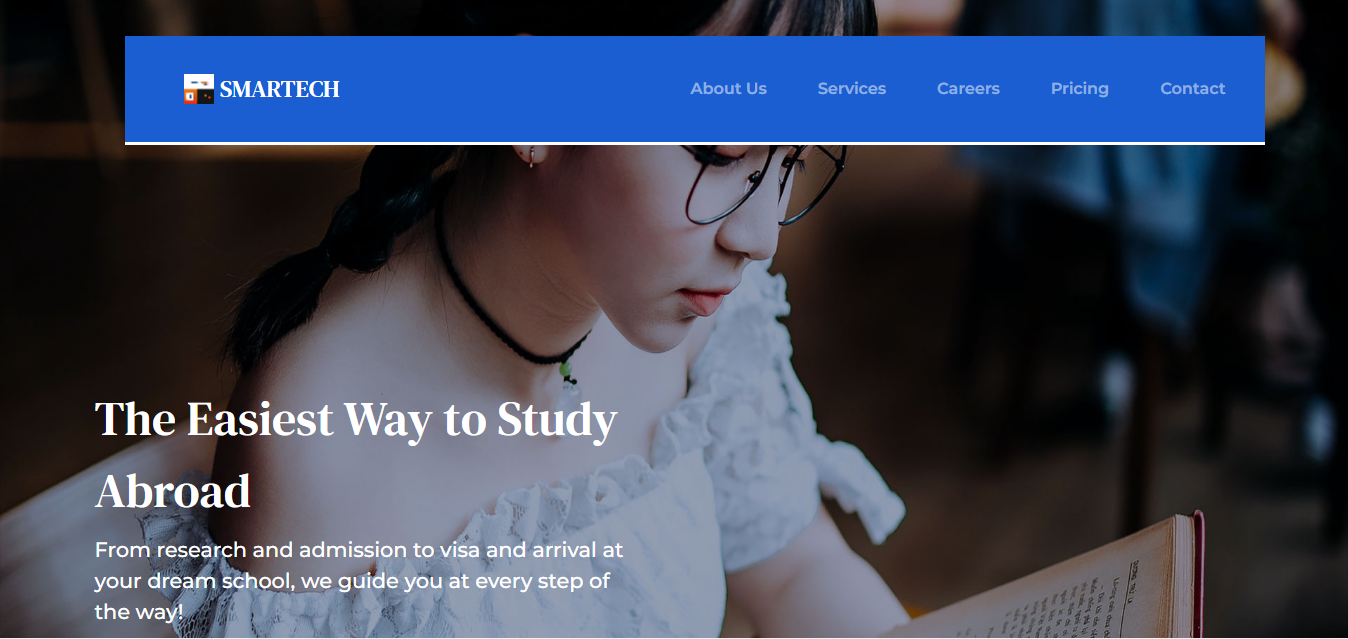 SMARTECH
About Us Services Careers Pricing Contact
The Easiest Way to Study
Abroad
From research and admission to visa and arrival at
your dream school, we guide you at every step of
the way!